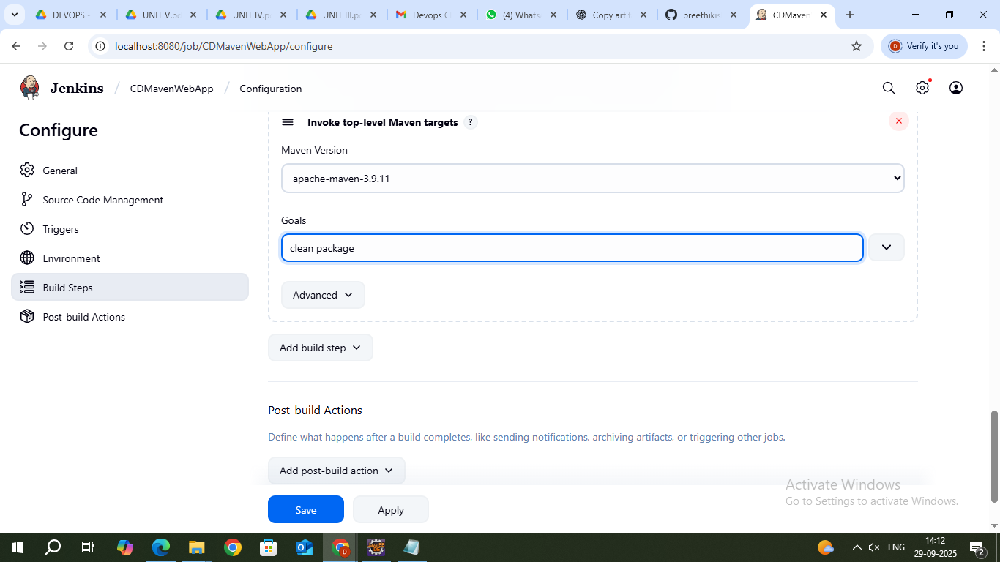 DEVOPS -
UNIT V.p
UNIT IV.p
UNIT III.p
Devops C
(4) Whats
Copy artif
preethikis
CDMaven
localhost:8080/job/CDMavenWebApp/configure
Verify it's you
Jenkins / CDMavenWebApp / Configuration
Configure
General
Source Code Management
Triggers
Environment
Build Steps
Post-build Actions
Invoke top-level Maven targets ?
Maven Version
apache-maven-3.9.11
Goals
clean package
Advanced
Add build step
Post-build Actions
Define what happens after a build completes, like sending notifications, archiving artifacts, or triggering other jobs.
Add post-build action
Save
Apply
Activate Windows
Go to Settings to activate Windows.
ENG
14:12
29-09-2025
2